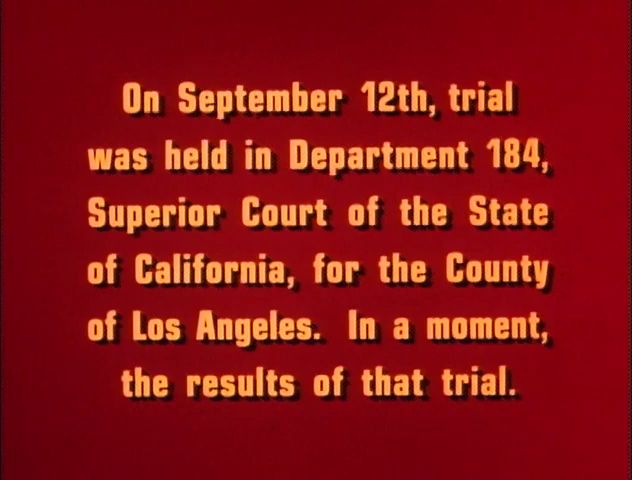 On September 12th, trial
was held in Department 184,
Superior Court of the State
of California, for the County
of Los Angeles. In a moment,
the results of that trial.